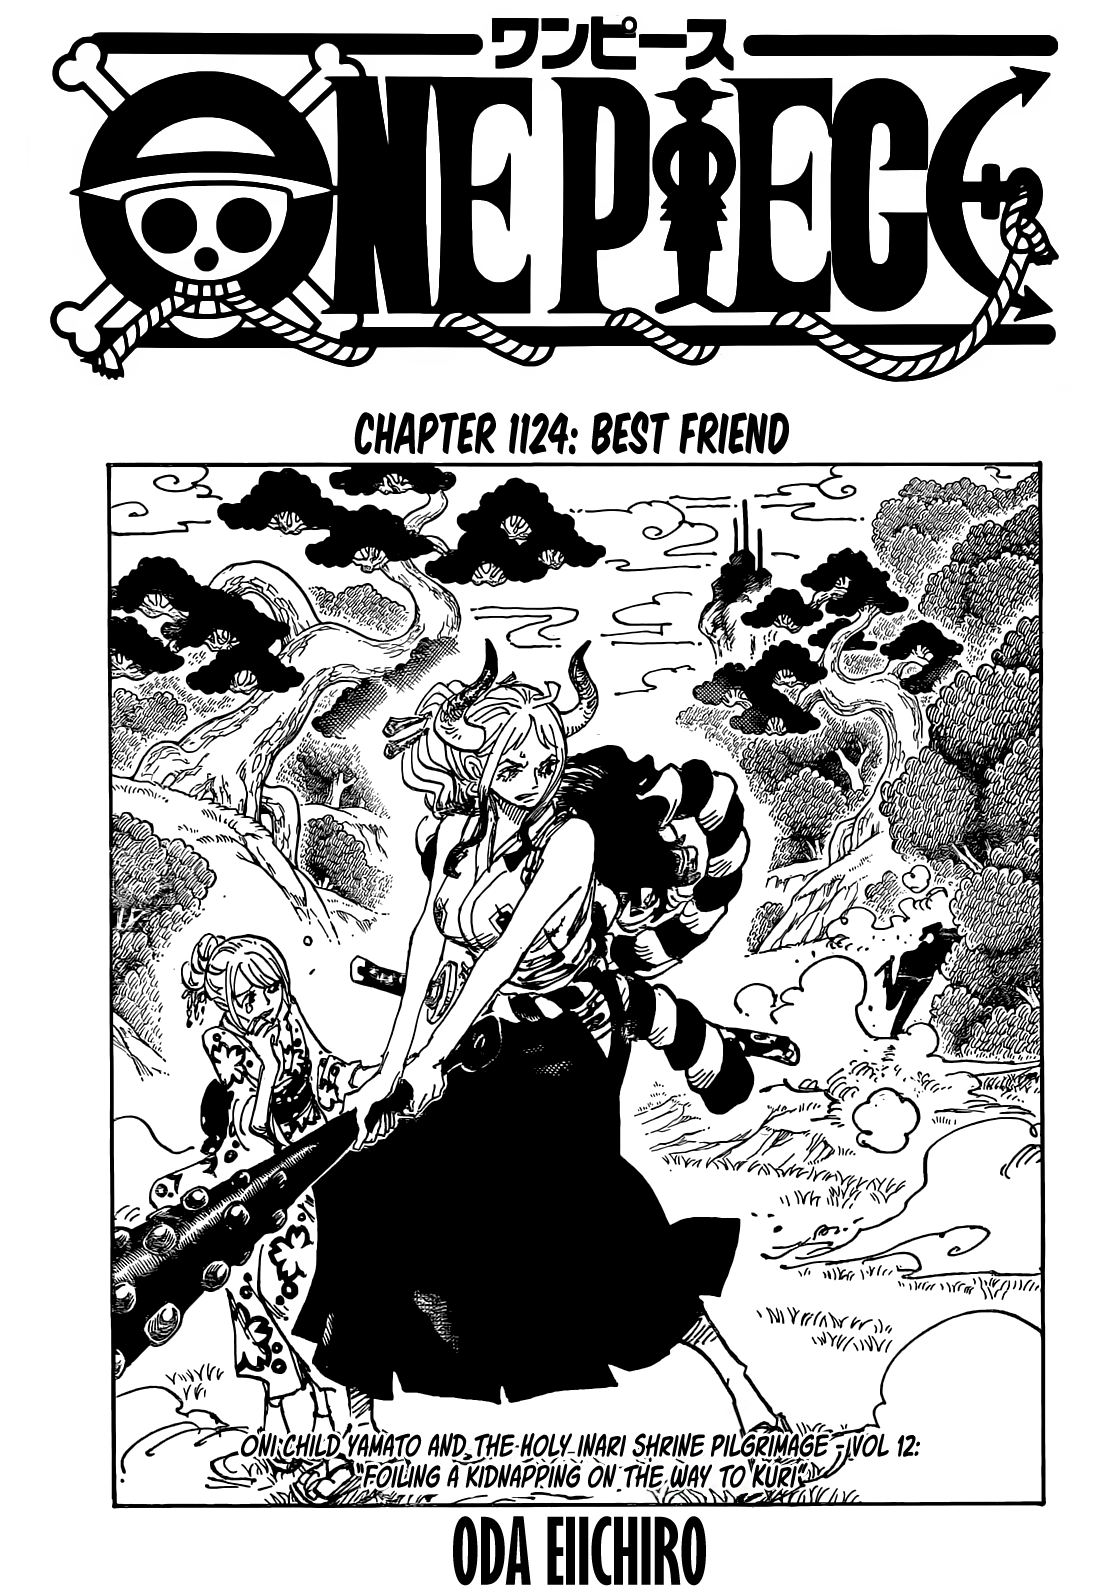 ワンピース
ONE PIECE
CHAPTER 1124: BEST FRIEND
ONI CHILD YAMATO AND THE HOLY INARI SHRINE PILGRIMAGE - VOL 12:
"FOILING A KIDNAPPING ON THE WAY TO KURI"
ODA EIICHIRO